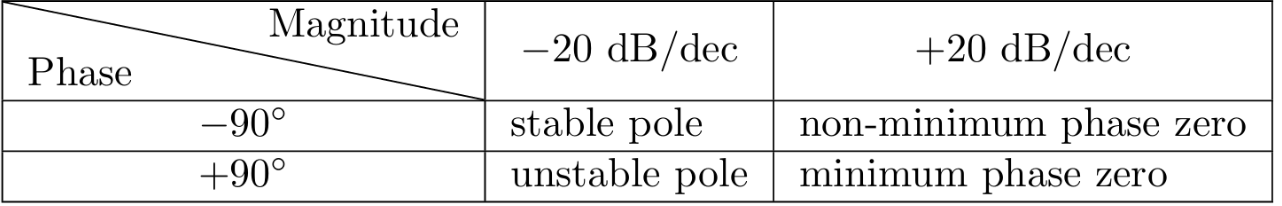 Magnitude
Phase
−20 dB/dec
+20 dB/dec
−90° stable pole non-minimum phase zero
+90° unstable pole minimum phase zero